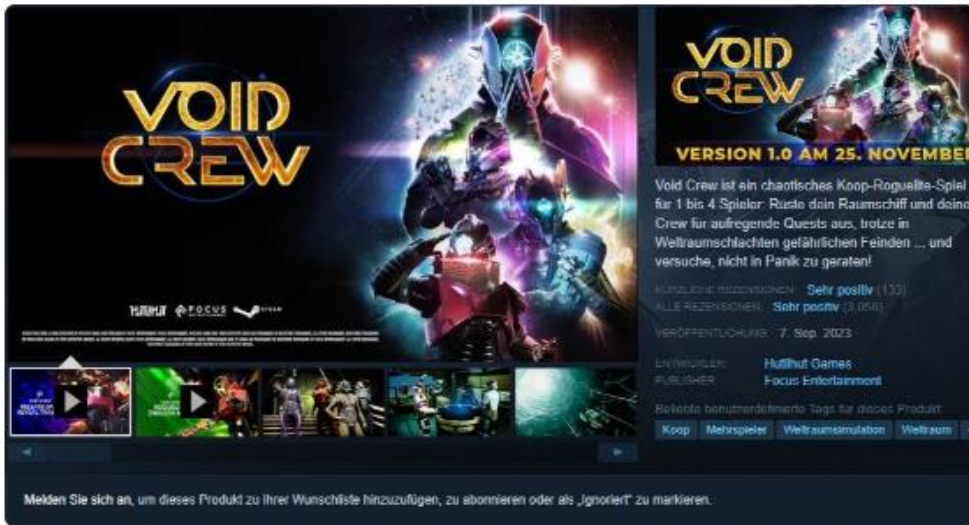 VOID
CREW
HUTLIHUT FOCUS STEAM
VOID
CREW
VERSION 1.0 AM 25. NOVEMBER
Void Crew ist ein chaotisches Koop-Roguelite-Spiel
für 1 bis 4 Spieler: Rüste dein Raumschiff und deine
Crew für aufregende Quests aus, trotze in
Weltraumschlachten gefährlichen Feinden ... und
versuche, nicht in Panik zu geraten!
KÜRZLICHE REZENSIONEN: Sehr positiv (133)
ALLE REZENSIONEN: Sehr positiv
VERÖFFENTLICHUNG: 7. Sep. 2023
ENTWICKLER: Hutlihut Games
PUBLISHER: Focus Entertainment
Beliebte benutzerdefinierte Tags für dieses Produkt:
Koop Mehrspieler Weltraumsimulation Weltraum
Melden Sie sich an, um dieses Produkt zu Ihrer Wunschliste hinzuzufügen, zu abonnieren oder als „Ignoriert“ zu markieren.